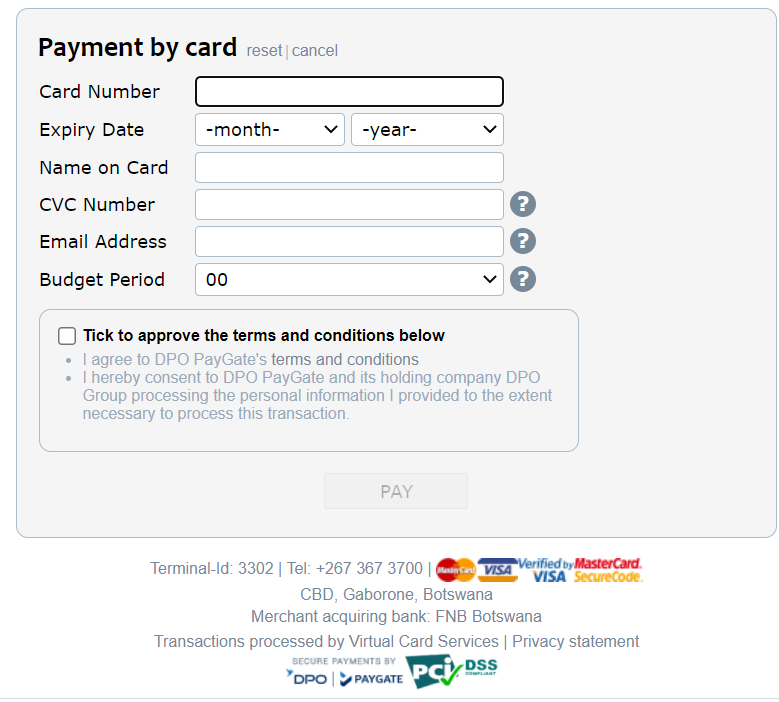 Payment by card reset | cancel
Card Number
Expiry Date -month- -year-
Name on Card
CVC Number ?
Email Address ?
Budget Period 00 ?
Tick to approve the terms and conditions below
• I agree to DPO PayGate's terms and conditions
• I hereby consent to DPO PayGate and its holding company DPO
Group processing the personal information I provided to the extent
necessary to process this transaction.
PAY
Terminal-Id: 3302 | Tel: +267 367 3700 | MasterCard VISA Verified by VISA MasterCard. SecureCode.
CBD, Gaborone, Botswana
Merchant acquiring bank: FNB Botswana
Transactions processed by Virtual Card Services | Privacy statement
SECURE PAYMENTS BY
DPO | PAYGATE PCI DSS COMPLIANT